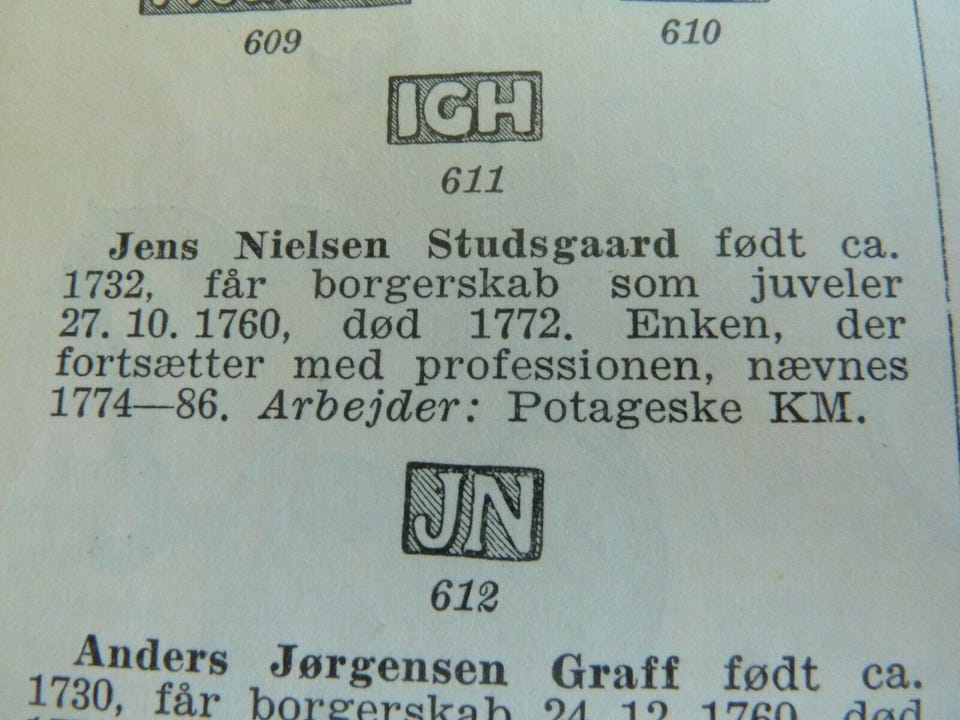 609 610
IGH
611
Jens Nielsen Studsgaard født ca.
1732, får borgerskab som juveler
27. 10. 1760, død 1772. Enken, der
fortsætter med professionen, nævnes
1774—86. Arbejder: Potageske KM.
JN
612
Anders Jørgensen Graff født ca.
1730, får borgerskab 24. 12. 1760, død